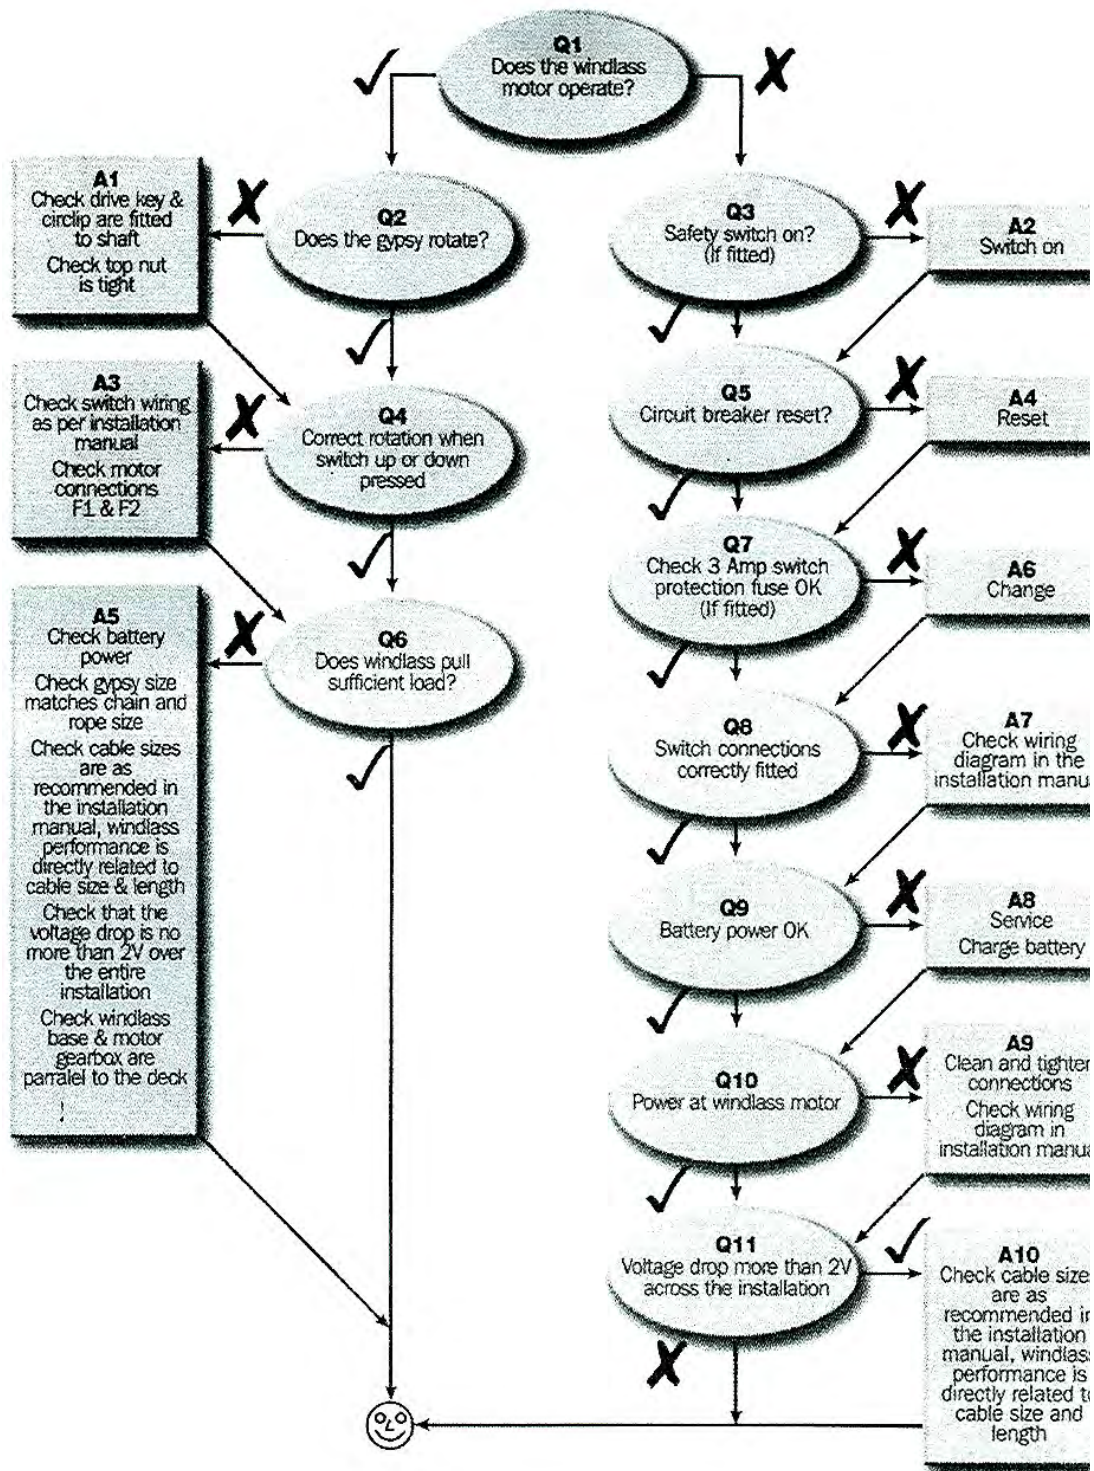 Q1
Does the windlass
motor operate?
A1
Check drive key &
circlip are fitted
to shaft
Check top nut
is tight
Q2
Does the gypsy rotate?
Q3
Safety switch on?
(If fitted)
A2
Switch on
A3
Check switch wiring
as per installation
manual
Check motor
connections
F1 & F2
Q4
Correct rotation when
switch up or down
pressed
Q5
Circuit breaker reset?
A4
Reset
A5
Check battery
power
Check gypsy size
matches chain and
rope size
Check cable sizes
are as
recommended in
the installation
manual, windlass
performance is
directly related to
cable size & length
Check that the
voltage drop is no
more than 2V over
the entire
installation
Check windlass
base & motor
gearbox are
parralel to the deck
Q6
Does windlass pull
sufficient load?
Q7
Check 3 Amp switch
protection fuse OK
(If fitted)
A6
Change
Q8
Switch connections
correctly fitted
A7
Check wiring
diagram in the
installation manua
Q9
Battery power OK
A8
Service
Charge battery
Q10
Power at windlass motor
A9
Clean and tighten
connections
Check wiring
diagram in
installation manua
Q11
Voltage drop more than 2V
across the installation
A10
Check cable size
are as
recommended in
the installation
manual, windlass
performance is
directly related to
cable size and
length